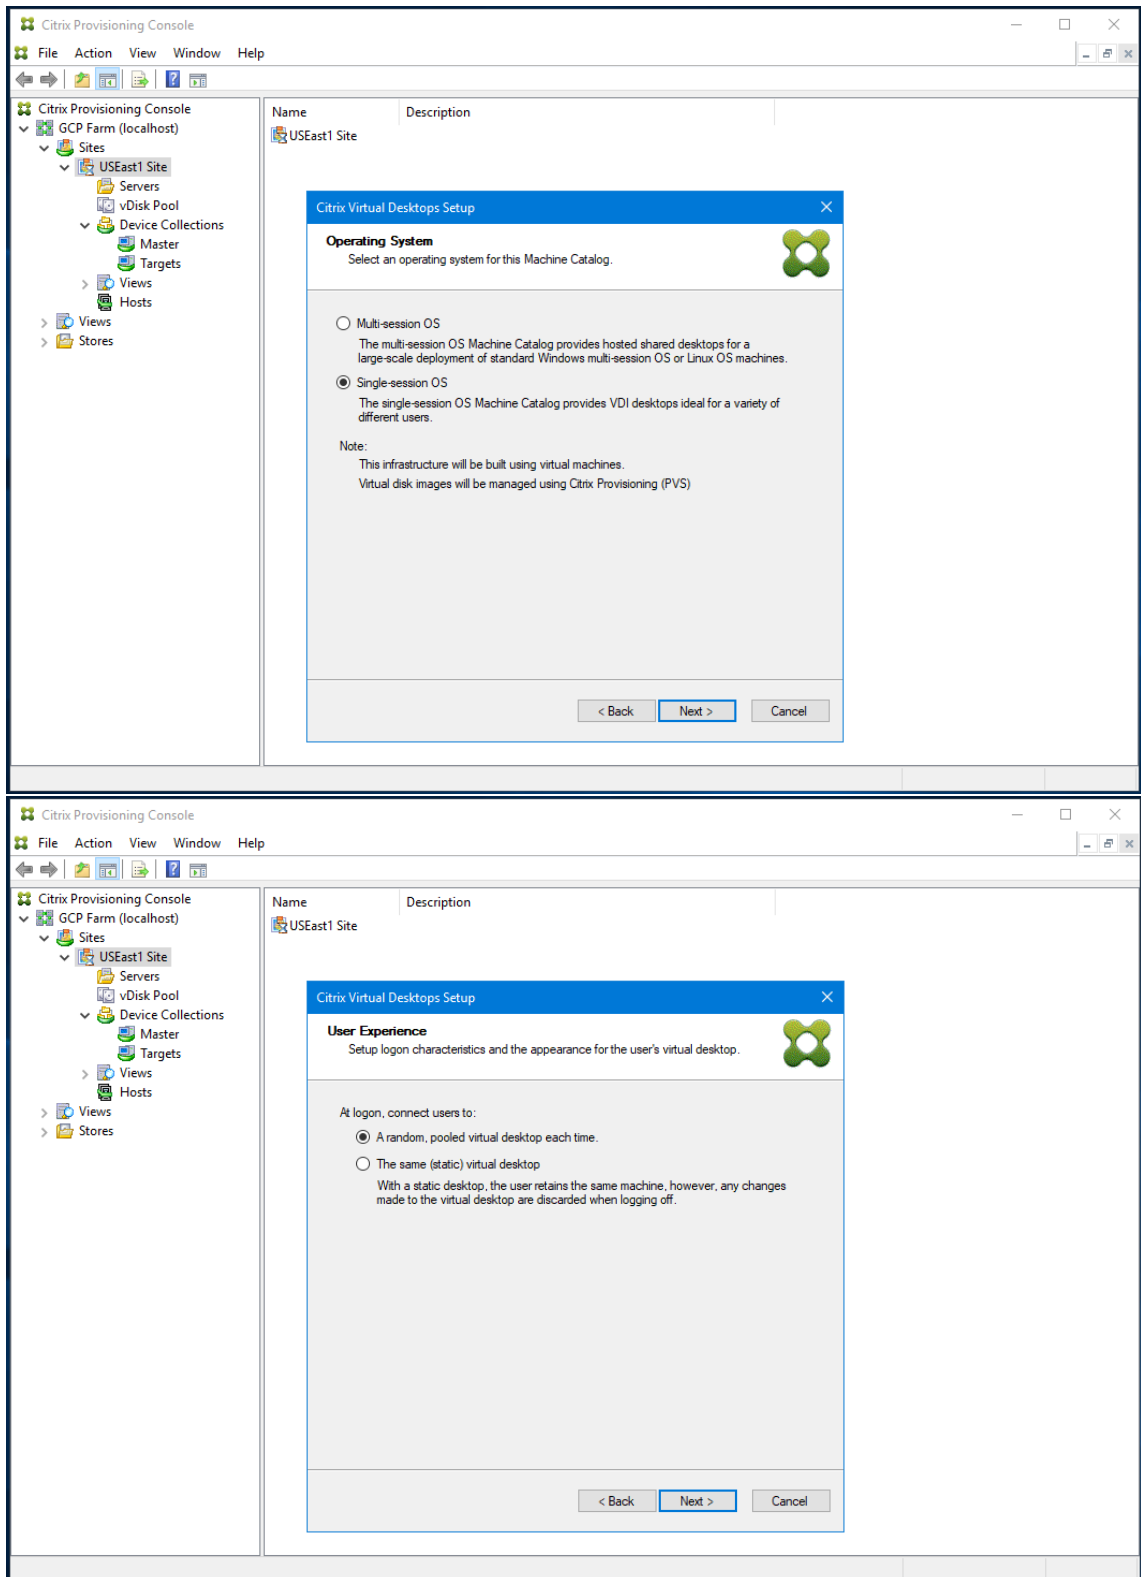 Citrix Provisioning Console
File Action View Window Help
Citrix Provisioning Console
GCP Farm (localhost)
Sites
USEast1 Site
Servers
vDisk Pool
Device Collections
Master
Targets
Views
Hosts
Views
Stores
Name Description
USEast1 Site
Citrix Virtual Desktops Setup
Operating System
Select an operating system for this Machine Catalog.
Multi-session OS
The multi-session OS Machine Catalog provides hosted shared desktops for a
large-scale deployment of standard Windows multi-session OS or Linux OS machines.
Single-session OS
The single-session OS Machine Catalog provides VDI desktops ideal for a variety of
different users.
Note:
This infrastructure will be built using virtual machines.
Virtual disk images will be managed using Citrix Provisioning (PVS)
< Back Next > Cancel
Citrix Provisioning Console
File Action View Window Help
Citrix Provisioning Console
GCP Farm (localhost)
Sites
USEast1 Site
Servers
vDisk Pool
Device Collections
Master
Targets
Views
Hosts
Views
Stores
Name Description
USEast1 Site
Citrix Virtual Desktops Setup
User Experience
Setup logon characteristics and the appearance for the user's virtual desktop.
At logon, connect users to:
A random, pooled virtual desktop each time.
The same (static) virtual desktop
With a static desktop, the user retains the same machine, however, any changes
made to the virtual desktop are discarded when logging off.
< Back Next > Cancel